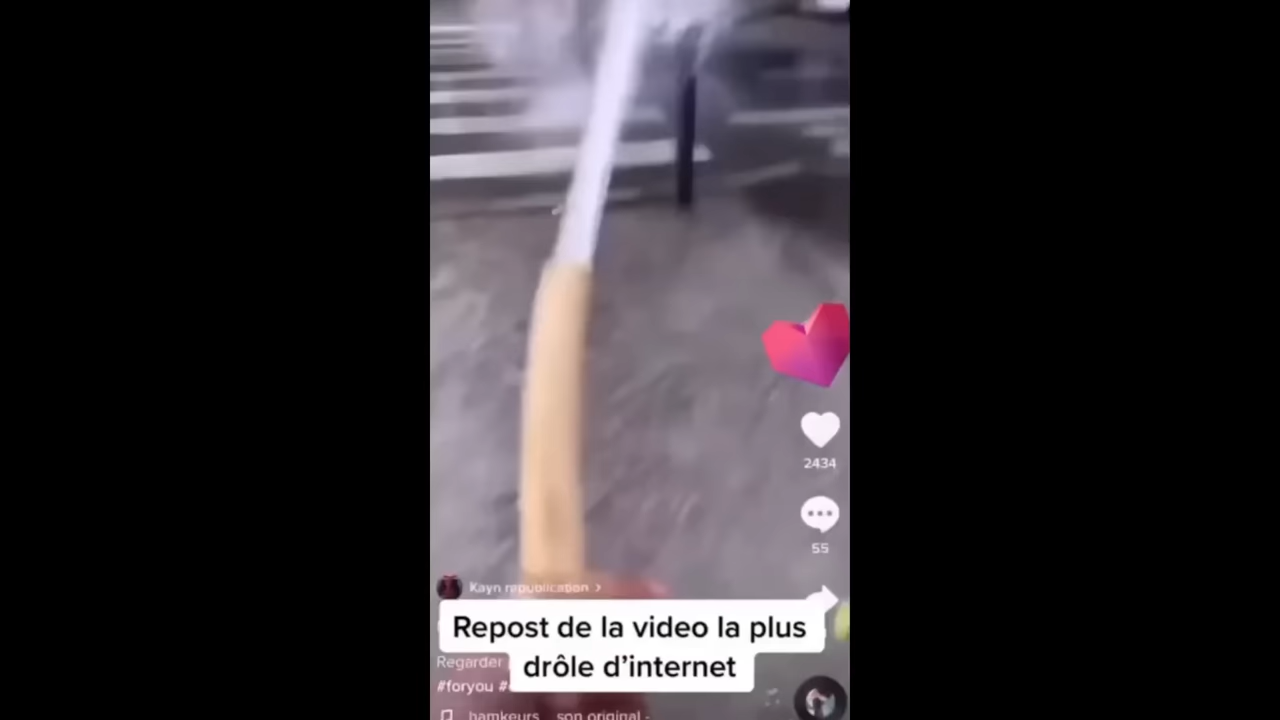 2434
55
Kayn republication >
Repost de la video la plus
drôle d'internet
Regarder
#foryou #
hamkeurs son original -